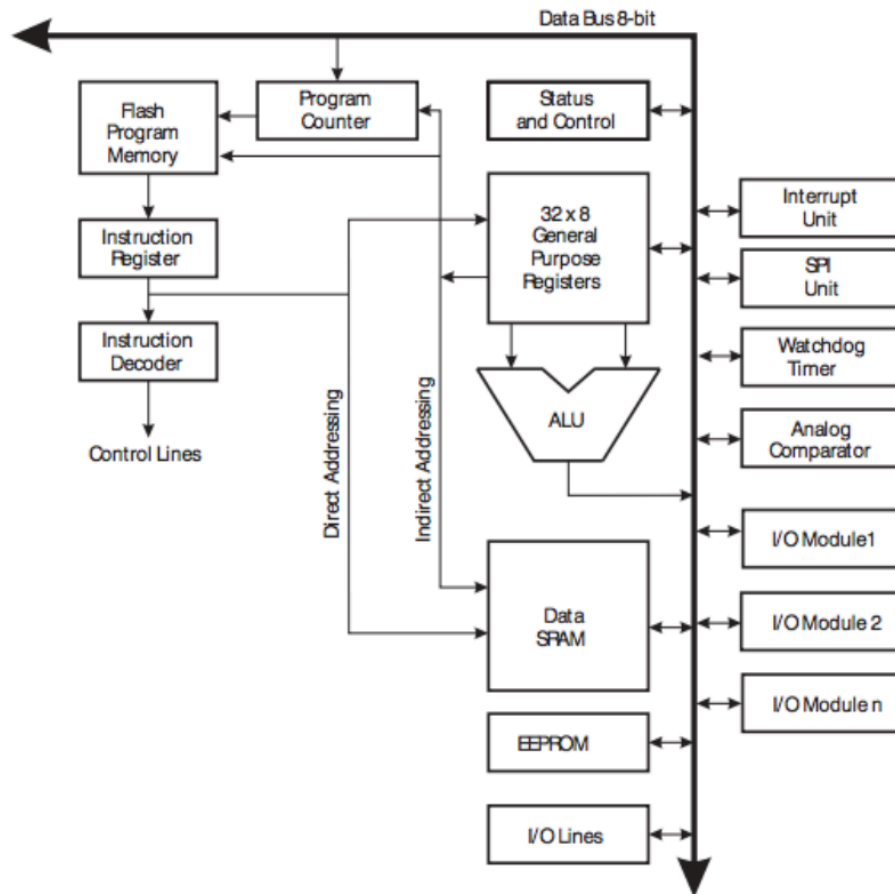 Data Bus 8-bit
Flash
Program
Memory
Program
Counter
Status
and Control
Instruction
Register
32 x 8
General
Purpose
Registers
Interrupt
Unit
SPI
Unit
Instruction
Decoder
Watchdog
Timer
Control Lines
Direct Addressing
Indirect Addressing
ALU
Analog
Comparator
I/O Module1
Data
SRAM
I/O Module 2
I/O Module n
EEPROM
I/O Lines